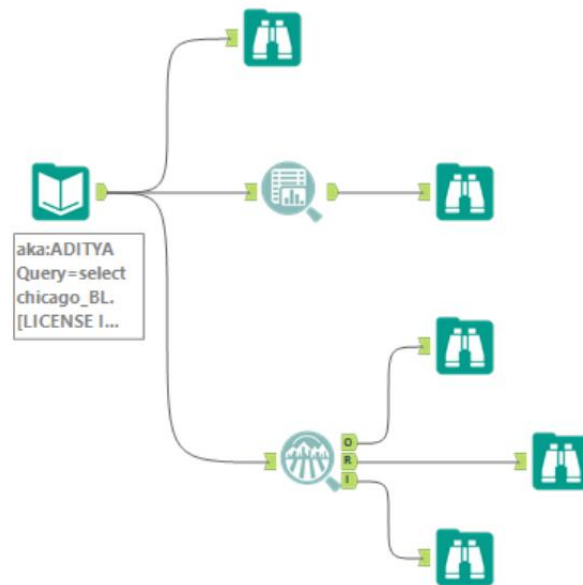 aka:ADITYA
Query=select
chicago_BL.
[LICENSE I...
O
R
I